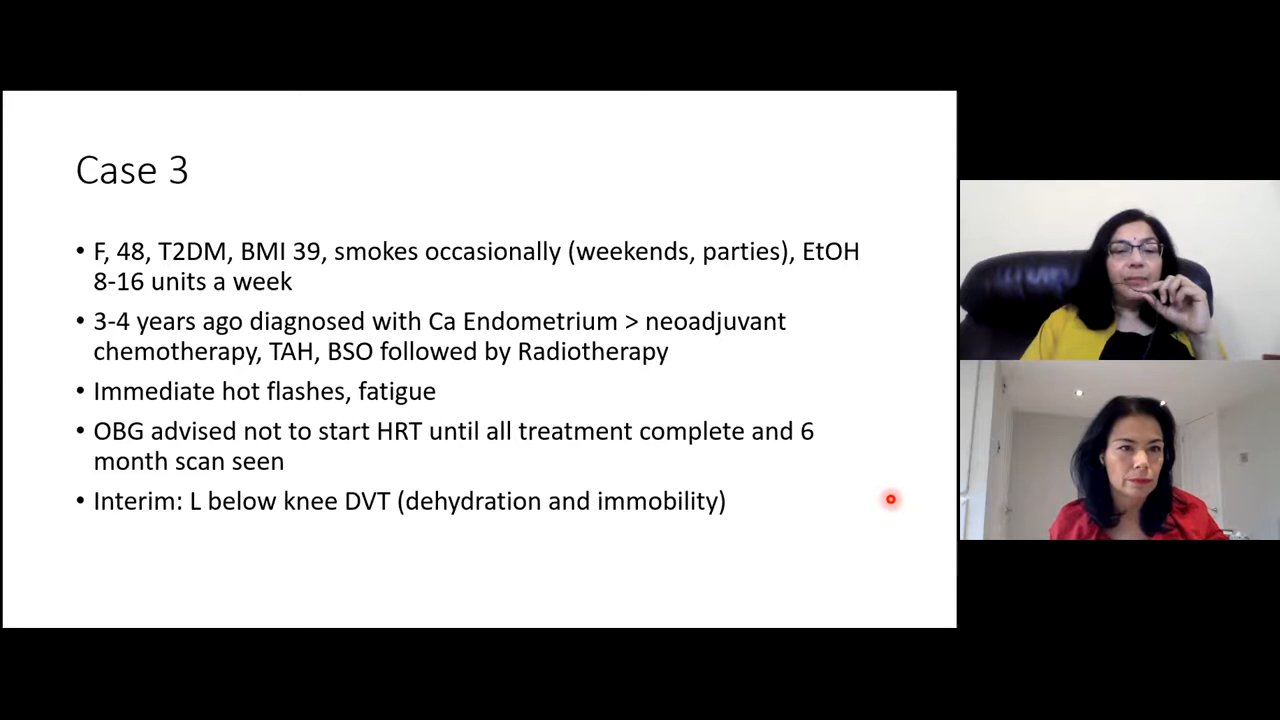 Case 3
• F, 48, T2DM, BMI 39, smokes occasionally (weekends, parties), EtOH
8-16 units a week
• 3-4 years ago diagnosed with Ca Endometrium > neoadjuvant
chemotherapy, TAH, BSO followed by Radiotherapy
• Immediate hot flashes, fatigue
• OBG advised not to start HRT until all treatment complete and 6
month scan seen
• Interim: L below knee DVT (dehydration and immobility)